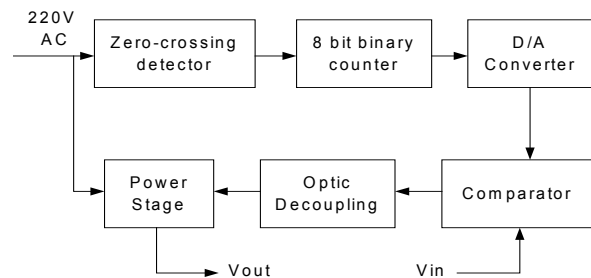 220V
AC
Zero-crossing
detector
8 bit binary
counter
D/A
Converter
Power
Stage
Optic
Decoupling
Comparator
Vout
Vin